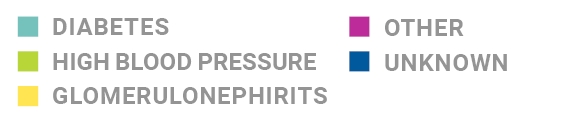 DIABETES
HIGH BLOOD PRESSURE
GLOMERULONEPHIRITS
OTHER
UNKNOWN